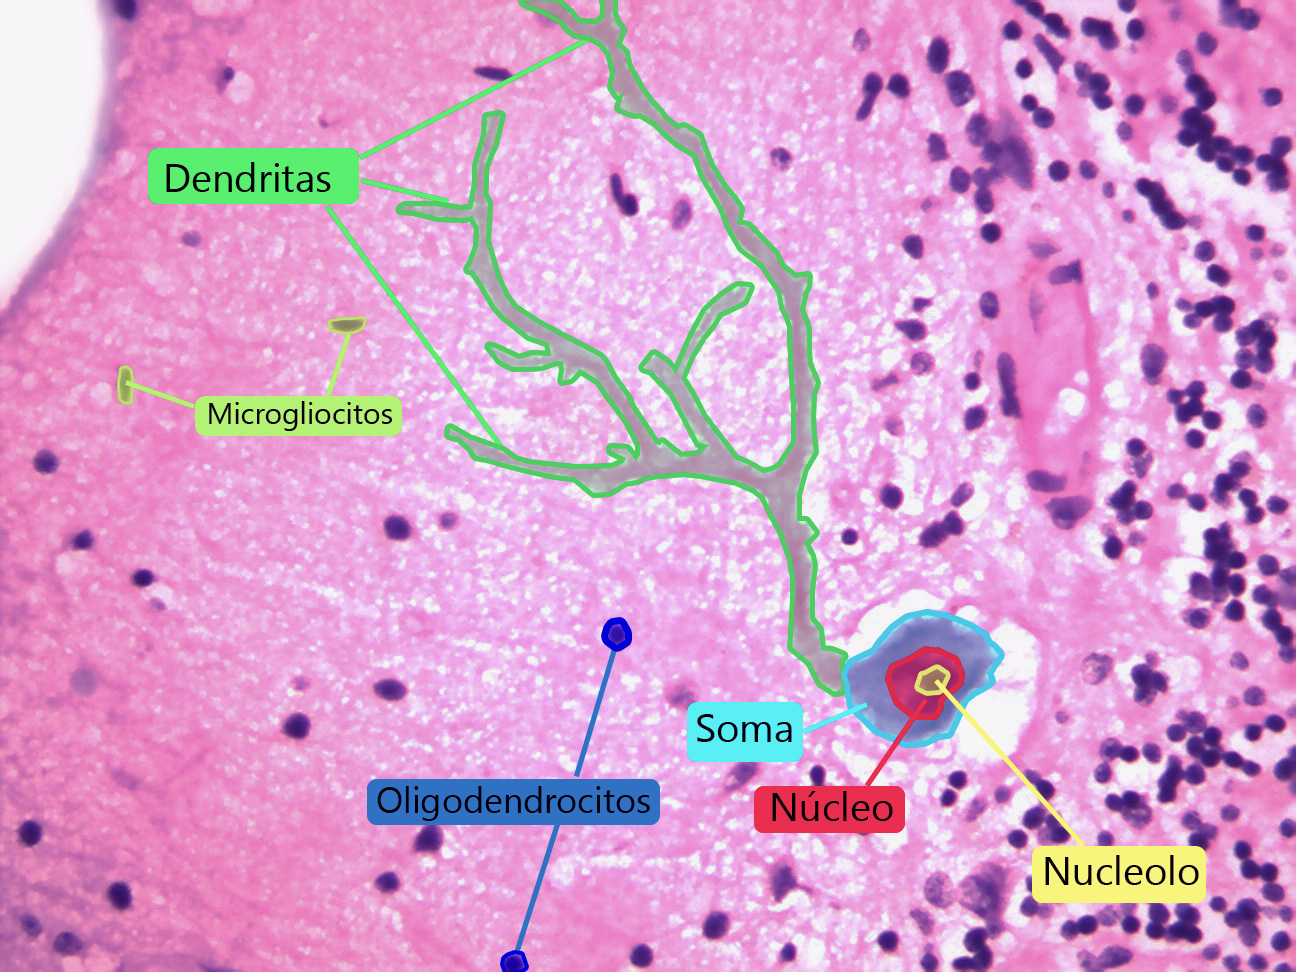 Dendritas
Microgliocitos
Soma
Oligodendrocitos
Núcleo
Nucleolo